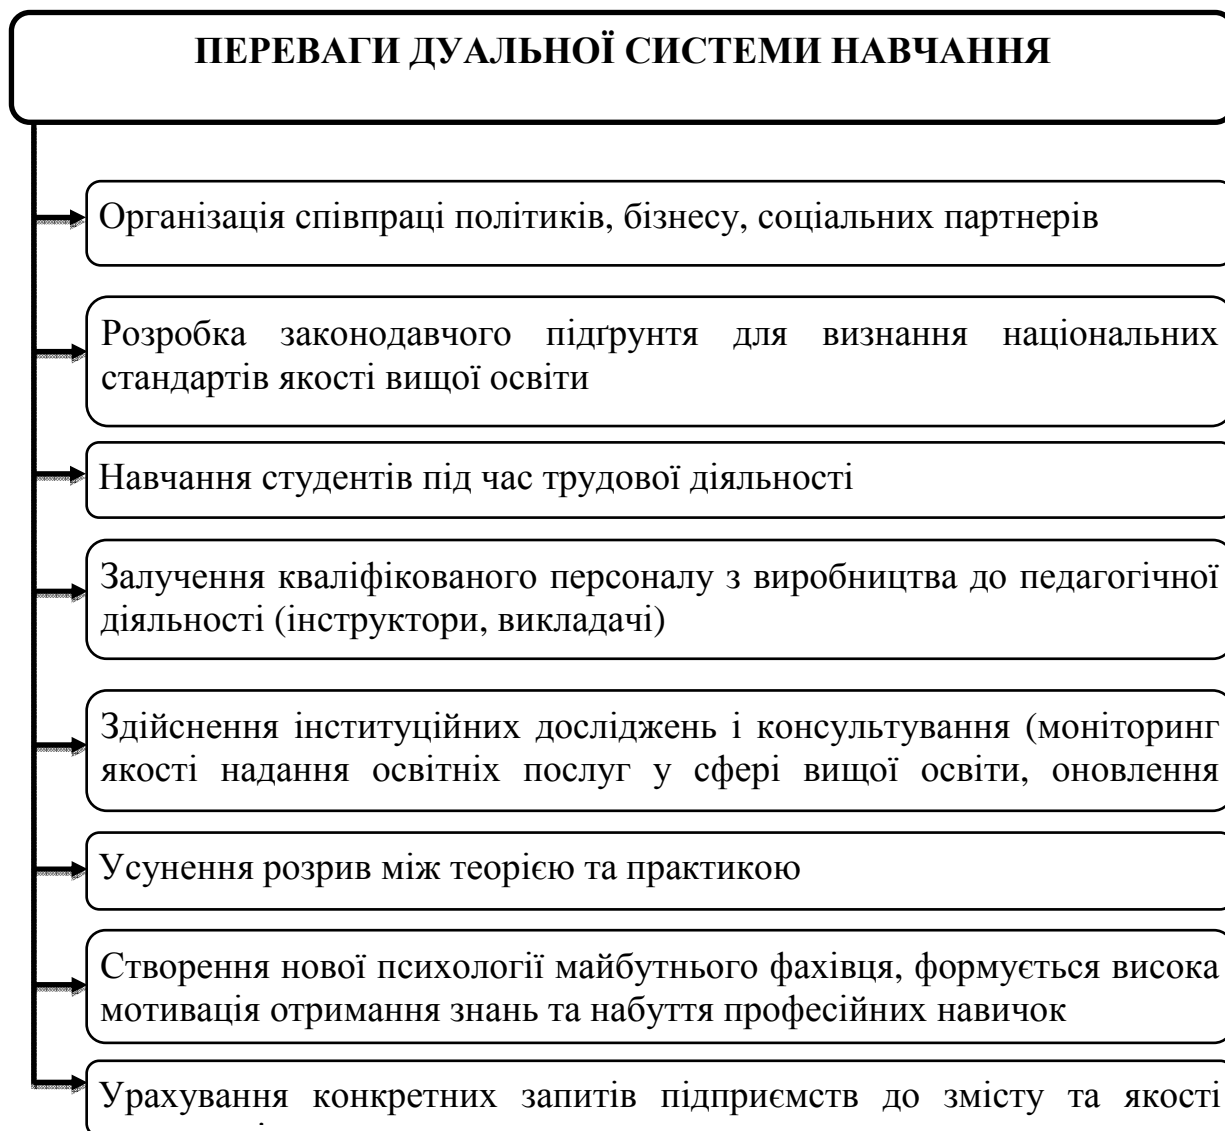 ПЕРЕВАГИ ДУАЛЬНОЇ СИСТЕМИ НАВЧАННЯ
Організація співпраці політиків, бізнесу, соціальних партнерів
Розробка законодавчого підґрунтя для визнання національних
стандартів якості вищої освіти
Навчання студентів під час трудової діяльності
Залучення кваліфікованого персоналу з виробництва до педагогічної
діяльності (інструктори, викладачі)
Здійснення інституційних досліджень і консультування (моніторинг
якості надання освітніх послуг у сфері вищої освіти, оновлення
Усунення розрив між теорією та практикою
Створення нової психології майбутнього фахівця, формується висока
мотивація отримання знань та набуття професійних навичок
Урахування конкретних запитів підприємств до змісту та якості